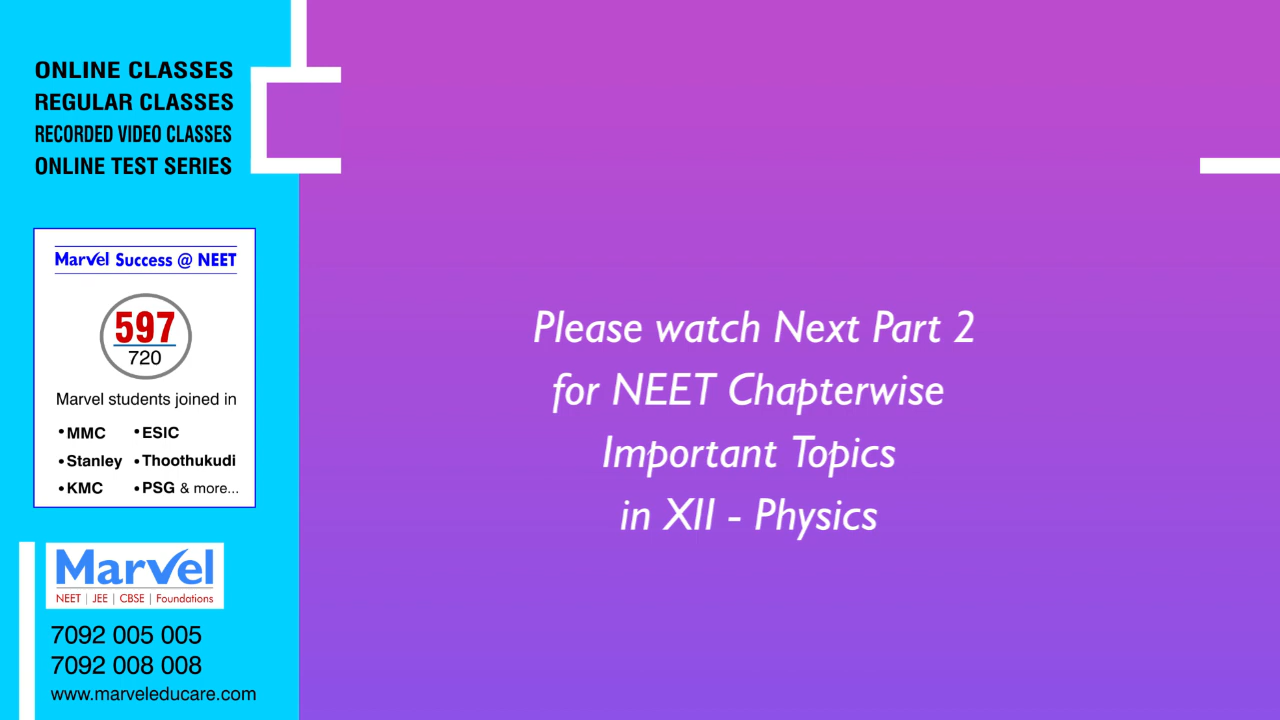 ONLINE CLASSES
REGULAR CLASSES
RECORDED VIDEO CLASSES
ONLINE TEST SERIES
Marvel Success @ NEET
597
720
Marvel students joined in
• MMC • ESIC
• Stanley • Thoothukudi
• KMC • PSG & more...
Marvel
NEET | JEE | CBSE | Foundations
7092 005 005
7092 008 008
www.marveleducare.com
Please watch Next Part 2
for NEET Chapterwise
Important Topics
in XII - Physics